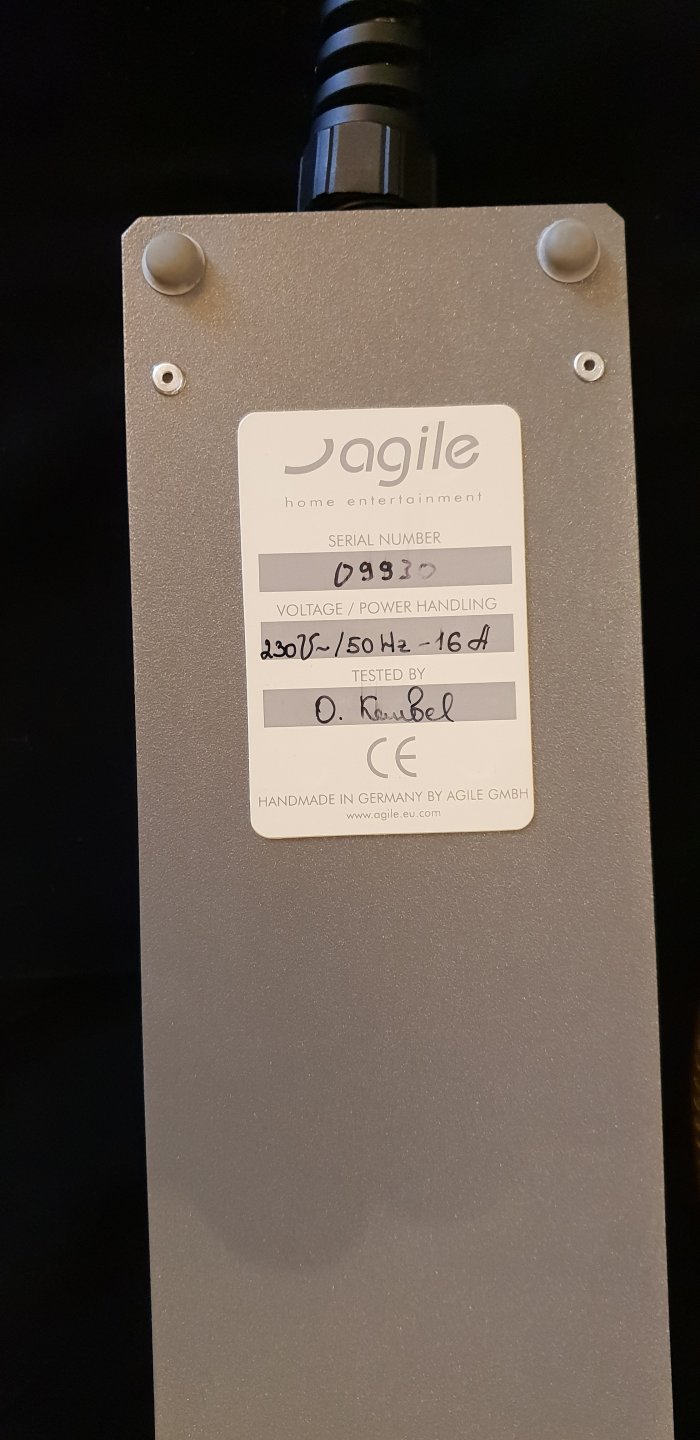 agile
home entertainment
SERIAL NUMBER
09930
VOLTAGE / POWER HANDLING
230V~/50Hz-16A
TESTED BY
O.
CE
HANDMADE IN GERMANY BY AGILE GMBH
www.agile.eu.com